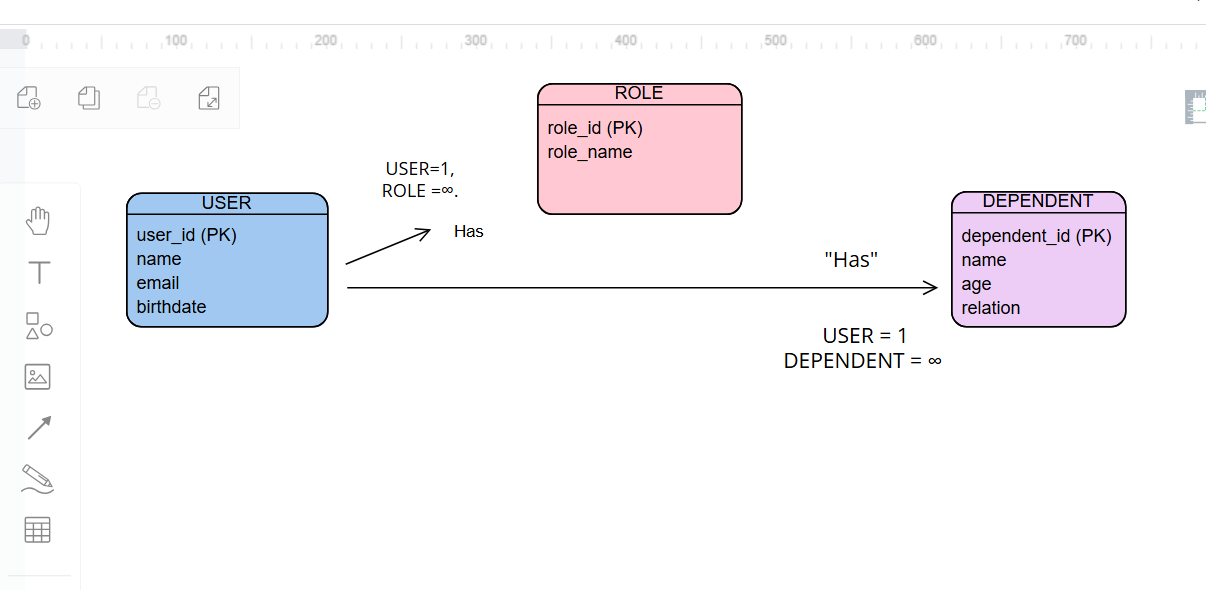 0 100 200 300 400 500 600 700
ROLE
role_id (PK)
role_name
USER=1,
ROLE =∞.
Has
USER
user_id (PK)
name
email
birthdate
"Has"
USER = 1
DEPENDENT = ∞
DEPENDENT
dependent_id (PK)
name
age
relation
T